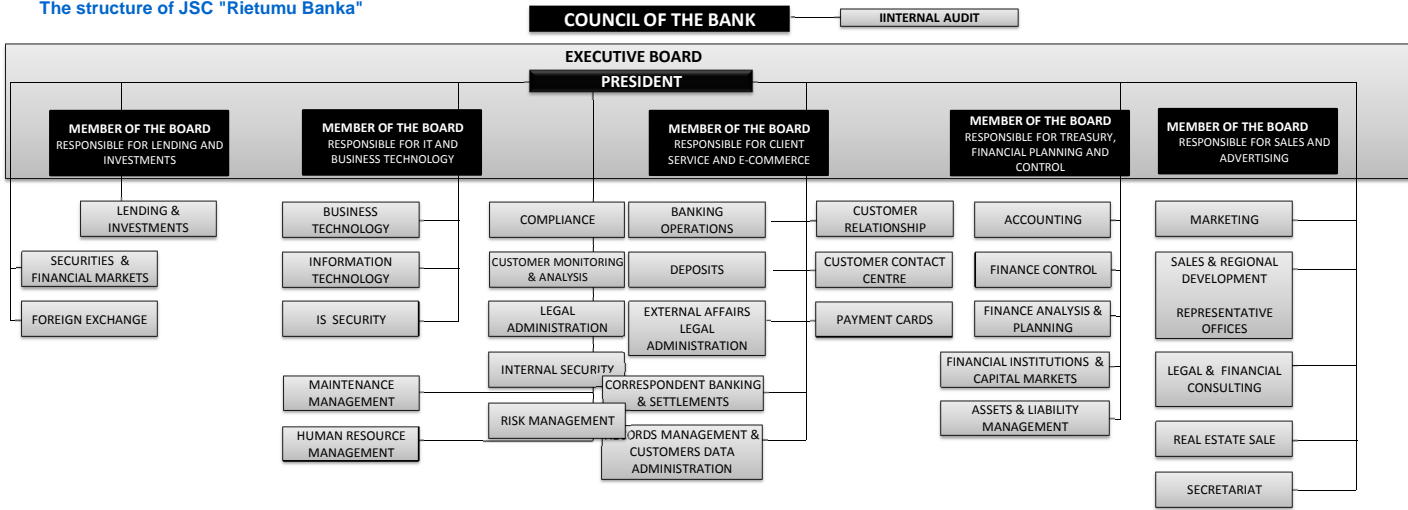 The structure of JSC "Rietumu Banka"
COUNCIL OF THE BANK
IINTERNAL AUDIT
EXECUTIVE BOARD
PRESIDENT
MEMBER OF THE BOARD
RESPONSIBLE FOR LENDING AND
INVESTMENTS
MEMBER OF THE BOARD
RESPONSIBLE FOR IT AND
BUSINESS TECHNOLOGY
MEMBER OF THE BOARD
RESPONSIBLE FOR CLIENT
SERVICE AND E-COMMERCE
MEMBER OF THE BOARD
RESPONSIBLE FOR TREASURY,
FINANCIAL PLANNING AND
CONTROL
MEMBER OF THE BOARD
RESPONSIBLE FOR SALES AND
ADVERTISING
LENDING &
INVESTMENTS
SECURITIES &
FINANCIAL MARKETS
FOREIGN EXCHANGE
BUSINESS
TECHNOLOGY
INFORMATION
TECHNOLOGY
IS SECURITY
MAINTENANCE
MANAGEMENT
HUMAN RESOURCE
MANAGEMENT
COMPLIANCE
CUSTOMER MONITORING
& ANALYSIS
LEGAL
ADMINISTRATION
INTERNAL SECURITY
RISK MANAGEMENT
BANKING
OPERATIONS
DEPOSITS
EXTERNAL AFFAIRS
LEGAL
ADMINISTRATION
CORRESPONDENT BANKING
& SETTLEMENTS
MANAGEMENT &
CUSTOMERS DATA
ADMINISTRATION
CUSTOMER
RELATIONSHIP
CUSTOMER CONTACT
CENTRE
PAYMENT CARDS
ACCOUNTING
FINANCE CONTROL
FINANCE ANALYSIS &
PLANNING
FINANCIAL INSTITUTIONS &
CAPITAL MARKETS
ASSETS & LIABILITY
MANAGEMENT
MARKETING
SALES & REGIONAL
DEVELOPMENT
REPRESENTATIVE
OFFICES
LEGAL & FINANCIAL
CONSULTING
REAL ESTATE SALE
SECRETARIAT